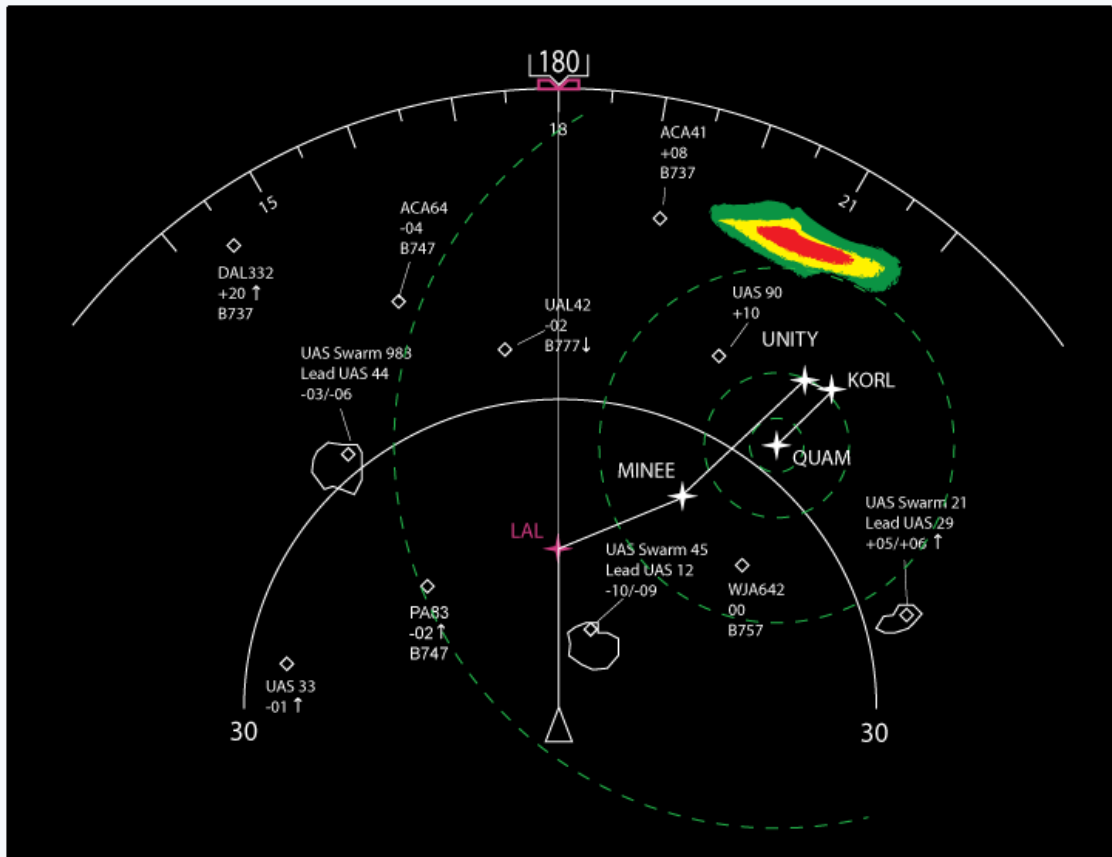 180
18
15
21
ACA41
+08
B737
ACA64
-04
B747
DAL332
+20 ↑
B737
UAL42
-02
B777↓
UAS 90
+10
UNITY
KORL
UAS Swarm 983
Lead UAS 44
-03/-06
QUAM
MINEE
UAS Swarm 21
Lead UAS 29
+05/+06 ↑
LAL
UAS Swarm 45
Lead UAS 12
-10/-09
WJA642
00
B757
PA83
-02↑
B747
UAS 33
-01 ↑
30
30